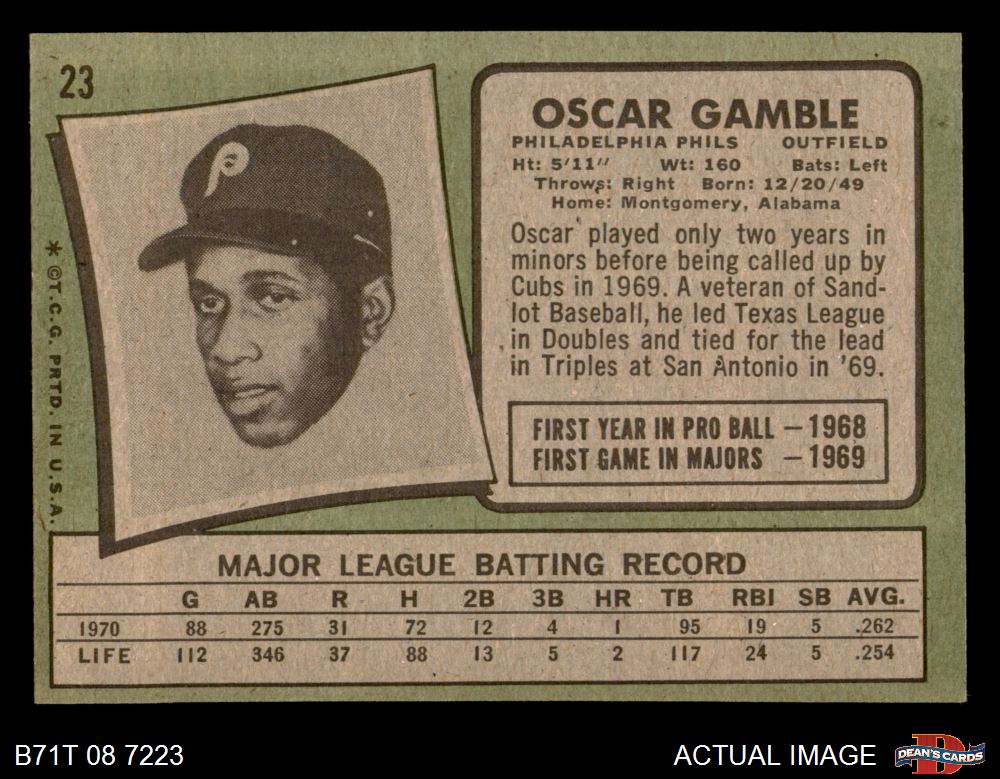 23
OSCAR GAMBLE
PHILADELPHIA PHILS OUTFIELD
Ht: 5'11" Wt: 160 Bats: Left
Throws: Right Born: 12/20/49
Home: Montgomery, Alabama
Oscar played only two years in
minors before being called up by
Cubs in 1969. A veteran of Sand-
lot Baseball, he led Texas League
in Doubles and tied for the lead
in Triples at San Antonio in '69.
FIRST YEAR IN PRO BALL — 1968
FIRST GAME IN MAJORS — 1969
P
* ©T.C.G. PRTD. IN U.S.A.
MAJOR LEAGUE BATTING RECORD
G AB R H 2B 3B HR TB RBI SB AVG.
1970 88 275 31 72 12 4 1 95 19 5 .262
LIFE 112 346 37 88 13 5 2 117 24 5 .254
B71T 08 7223
ACTUAL IMAGE
D
DEAN'S CARDS